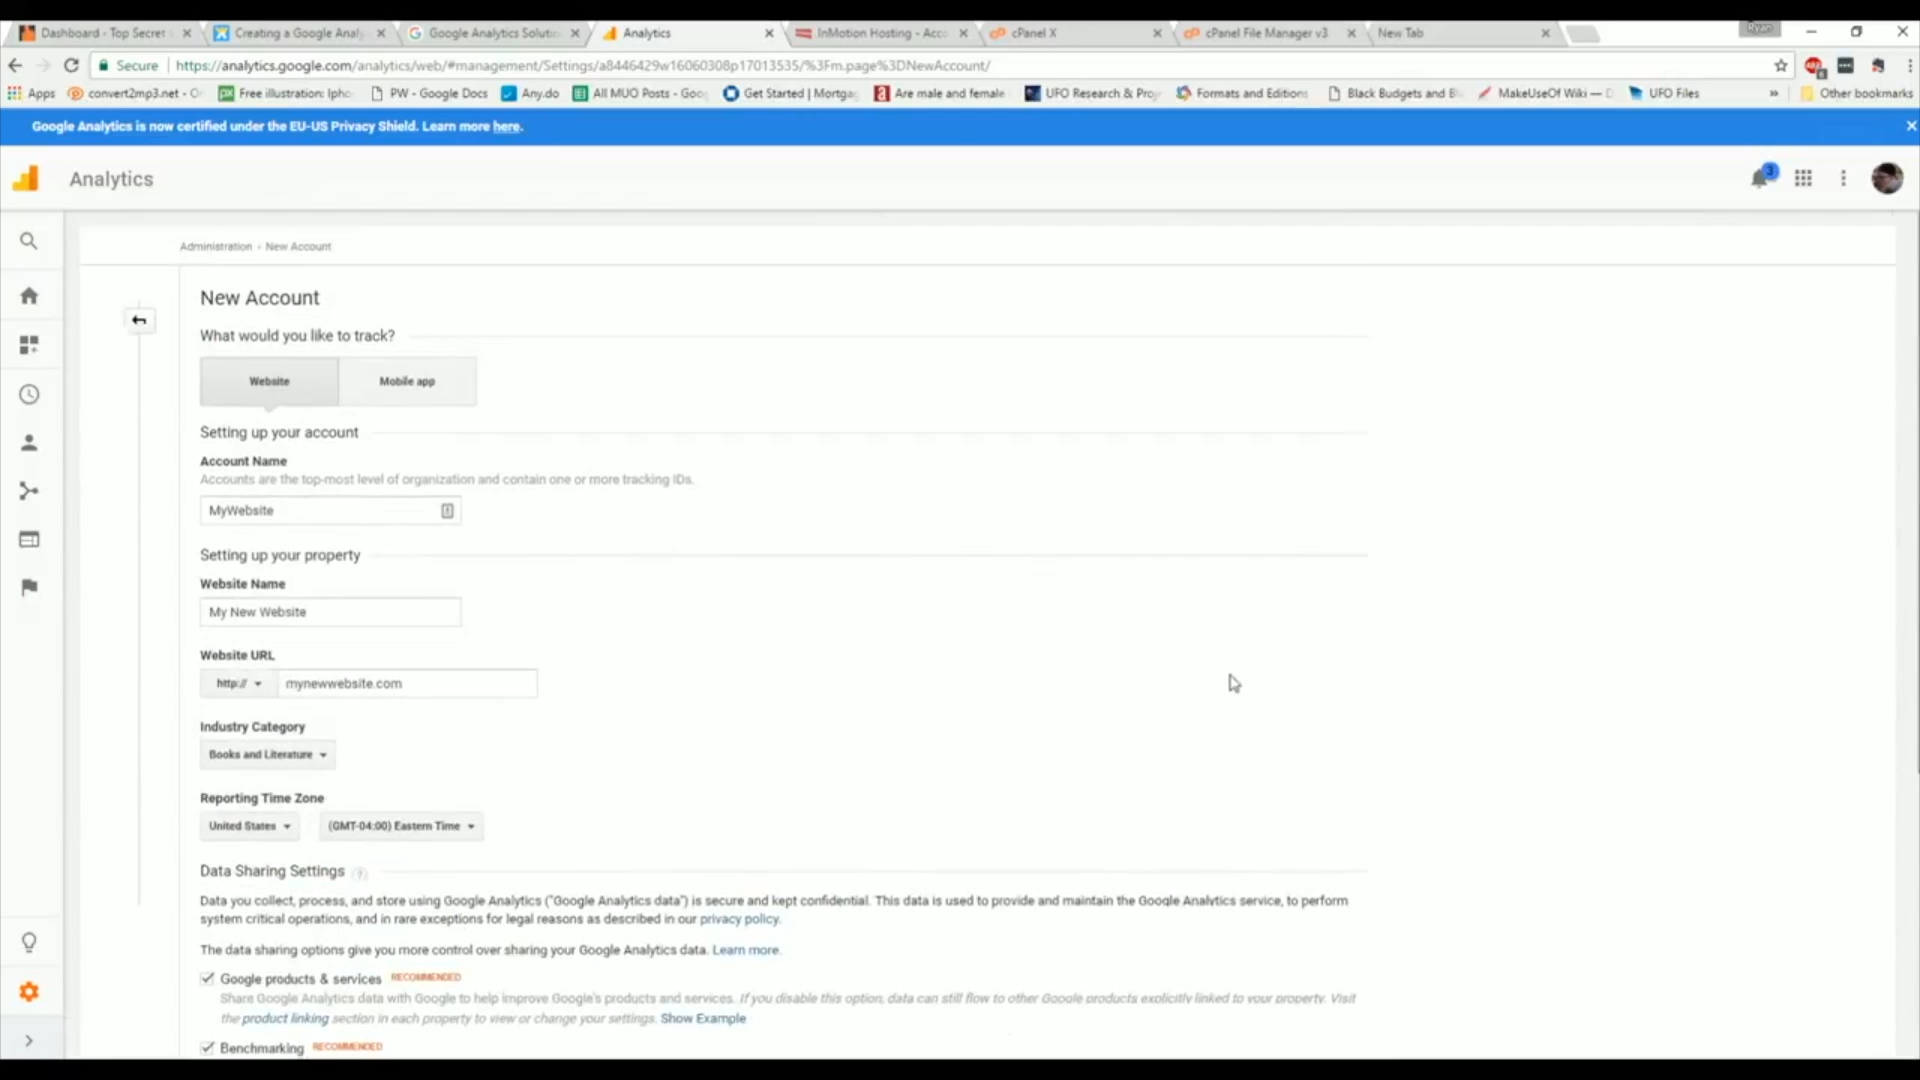 Dashboard - Top Secret
Creating a Google Analy
Google Analytics Solutio
Analytics
InMotion Hosting - Acco
cPanel X
cPanel File Manager v3
New Tab
Ryan
Secure
https://analytics.google.com/analytics/web/#management/Settings/a8446429w16060308p17013535/%3Fm.page%3DNewAccount/
Apps
convert2mp3.net - O
Free illustration: Ipho
PW - Google Docs
Any.do
All MUO Posts - Goo
Get Started | Mortga
Are male and female
UFO Research & Pro
Formats and Editions
Black Budgets and B
MakeUseOf Wiki —
UFO Files
»
Other bookmarks
Google Analytics is now certified under the EU-US Privacy Shield. Learn more here.
Analytics
3
Administration › New Account
New Account
What would you like to track?
Website
Mobile app
Setting up your account
Account Name
Accounts are the top-most level of organization and contain one or more tracking IDs.
MyWebsite
Setting up your property
Website Name
My New Website
Website URL
http://
mynewwebsite.com
Industry Category
Books and Literature
Reporting Time Zone
United States
(GMT-04:00) Eastern Time
Data Sharing Settings ?
Data you collect, process, and store using Google Analytics ("Google Analytics data") is secure and kept confidential. This data is used to provide and maintain the Google Analytics service, to perform
system critical operations, and in rare exceptions for legal reasons as described in our privacy policy.
The data sharing options give you more control over sharing your Google Analytics data. Learn more.
Google products & services RECOMMENDED
Share Google Analytics data with Google to help improve Google's products and services. If you disable this option, data can still flow to other Google products explicitly linked to your property. Visit
the product linking section in each property to view or change your settings. Show Example
Benchmarking RECOMMENDED